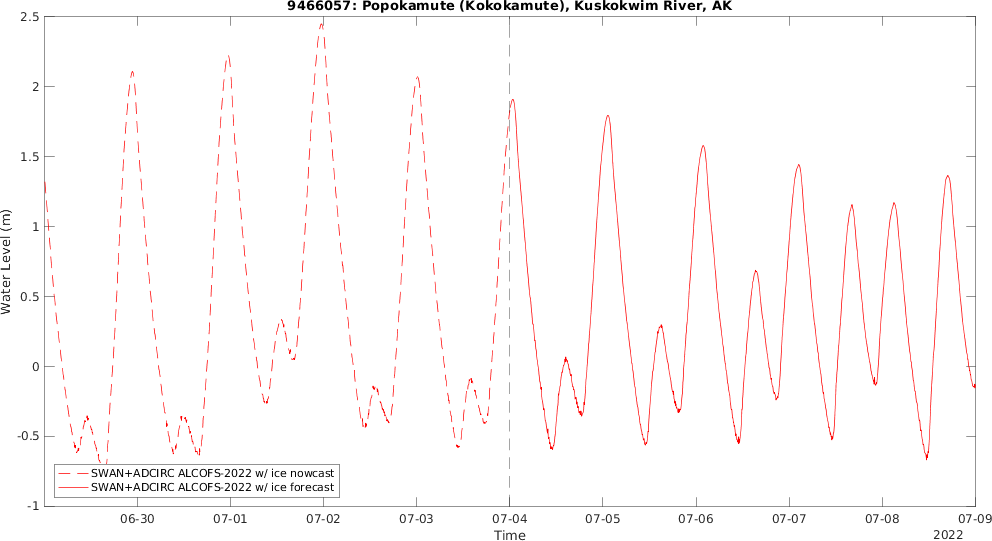 9466057: Popokamute (Kokokamute), Kuskokwim River, AK
2.5
2
1.5
1
0.5
0
-0.5
-1
Water Level (m)
SWAN+ADCIRC ALCOFS-2022 w/ ice nowcast
SWAN+ADCIRC ALCOFS-2022 w/ ice forecast
06-30 07-01 07-02 07-03 07-04 07-05 07-06 07-07 07-08 07-09
Time
2022